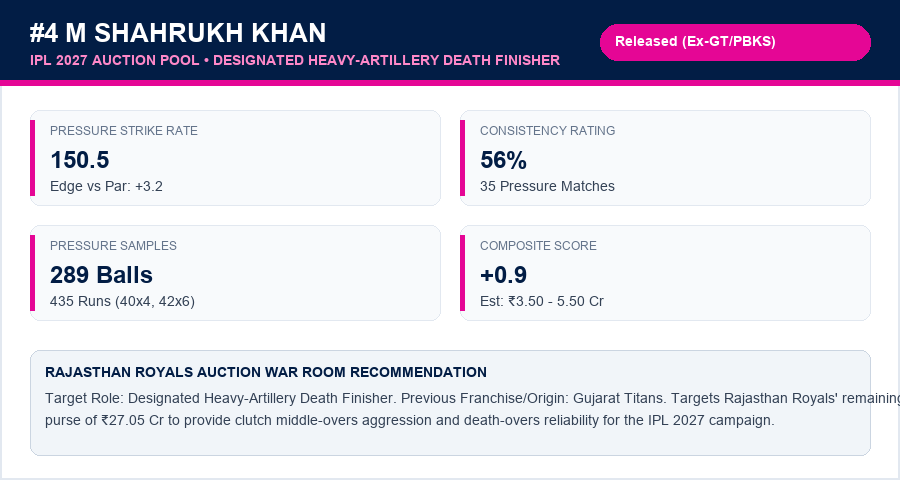 #4 M SHAHRUKH KHAN
IPL 2027 AUCTION POOL • DESIGNATED HEAVY-ARTILLERY DEATH FINISHER
Released (Ex-GT/PBKS)
PRESSURE STRIKE RATE
150.5
Edge vs Par: +3.2
CONSISTENCY RATING
56%
35 Pressure Matches
PRESSURE SAMPLES
289 Balls
435 Runs (40x4, 42x6)
COMPOSITE SCORE
+0.9
Est: ₹3.50 - 5.50 Cr
RAJASTHAN ROYALS AUCTION WAR ROOM RECOMMENDATION
Target Role: Designated Heavy-Artillery Death Finisher. Previous Franchise/Origin: Gujarat Titans. Targets Rajasthan Royals' remaining
purse of ₹27.05 Cr to provide clutch middle-overs aggression and death-overs reliability for the IPL 2027 campaign.